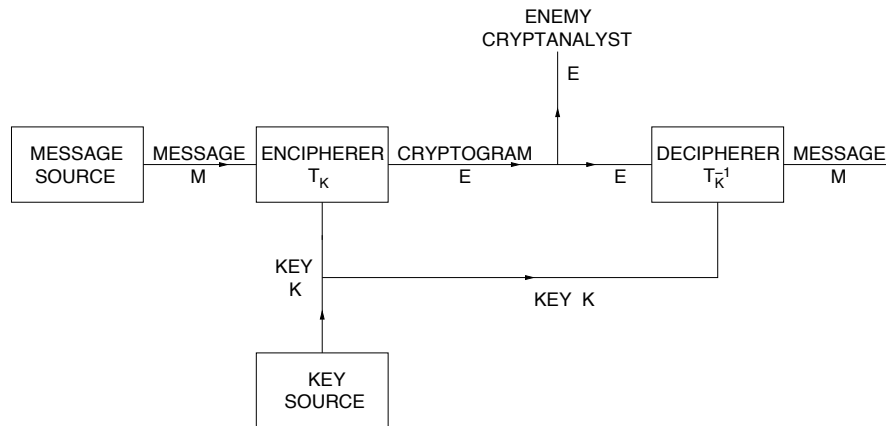 ENEMY
CRYPTANALYST
E
MESSAGE
SOURCE
MESSAGE
M
ENCIPHERER
T_K
CRYPTOGRAM
E
E
DECIPHERER
T_K^-1
MESSAGE
M
KEY
K
KEY K
KEY
SOURCE